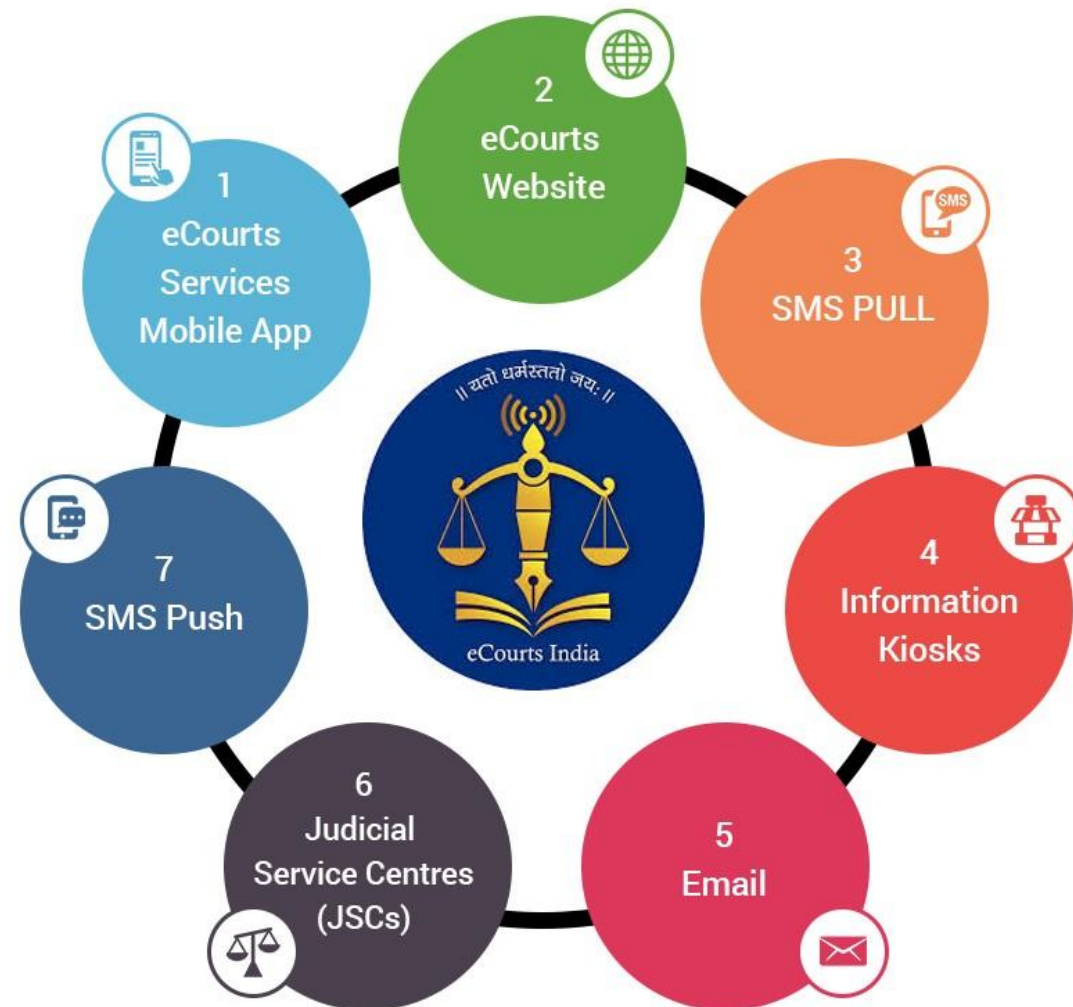 1
eCourts
Services
Mobile App
2
eCourts
Website
3
SMS PULL
SMS
4
Information
Kiosks
5
Email
6
Judicial
Service Centres
(JSCs)
7
SMS Push
॥ यतो धर्मस्ततो जय: ॥
eCourts India